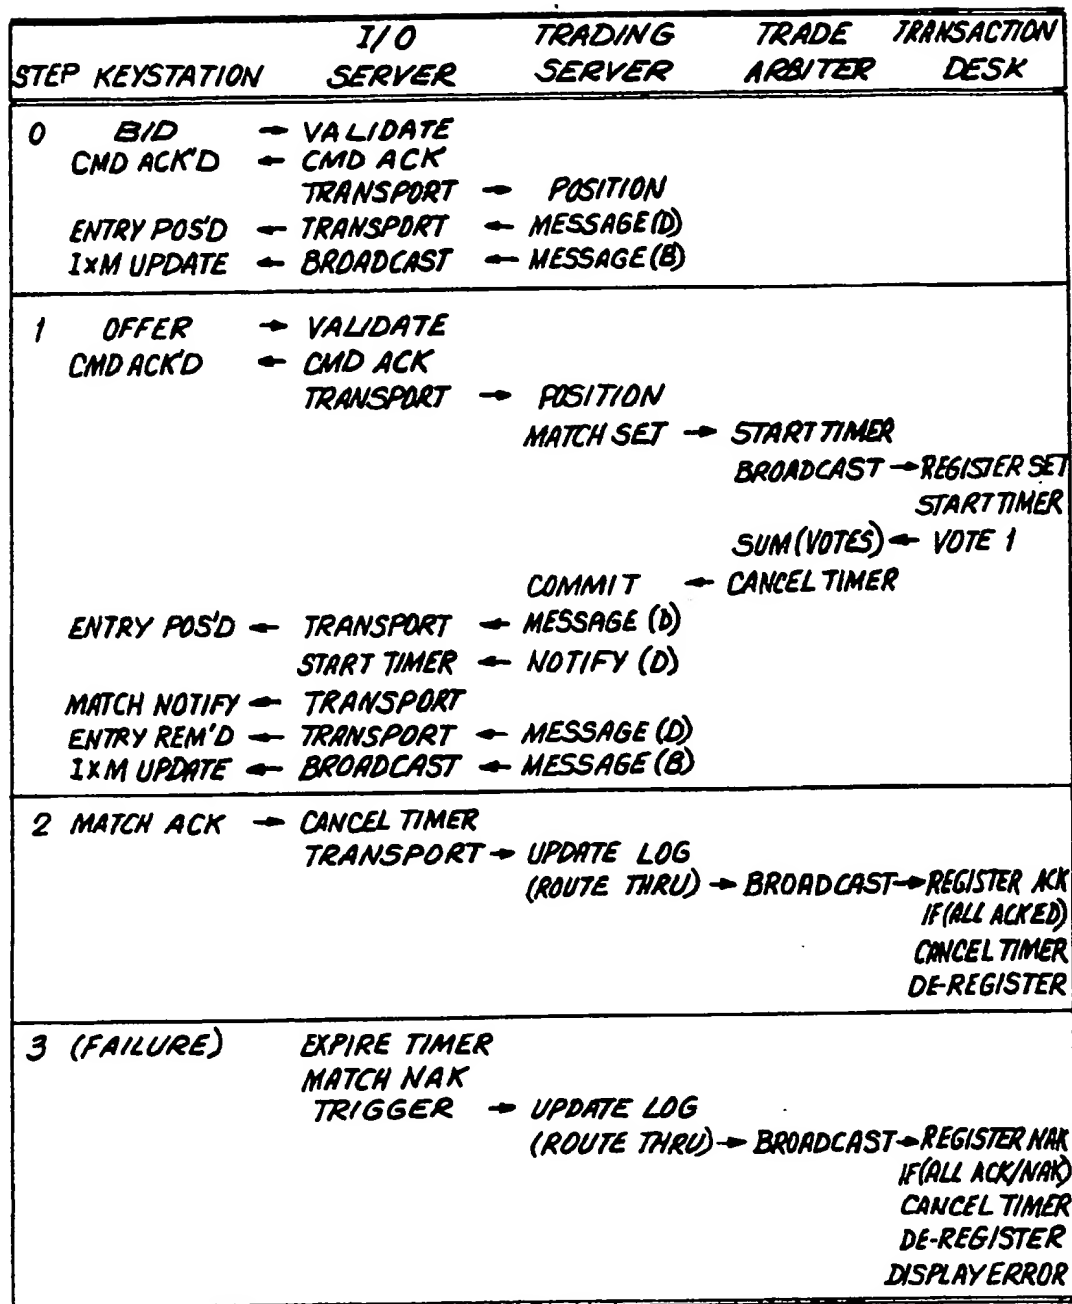 I/O TRADING TRADE TRANSACTION
STEP KEYSTATION SERVER SERVER ARBITER DESK
0 BID → VALIDATE
CMD ACK'D ← CMD ACK
TRANSPORT → POSITION
ENTRY POS'D ← TRANSPORT ← MESSAGE(D)
IxM UPDATE ← BROADCAST ← MESSAGE(B)
1 OFFER → VALIDATE
CMD ACK'D ← CMD ACK
TRANSPORT → POSITION
MATCH SET → START TIMER
BROADCAST → REGISTER SET
START TIMER
SUM(VOTES) ← VOTE 1
COMMIT ← CANCEL TIMER
ENTRY POS'D ← TRANSPORT ← MESSAGE (D)
START TIMER ← NOTIFY (D)
MATCH NOTIFY ← TRANSPORT
ENTRY REM'D ← TRANSPORT ← MESSAGE (D)
IXM UPDATE ← BROADCAST ← MESSAGE (B)
2 MATCH ACK → CANCEL TIMER
TRANSPORT → UPDATE LOG
(ROUTE THRU) → BROADCAST → REGISTER ACK
IF(ALL ACKED)
CANCEL TIMER
DE-REGISTER
3 (FAILURE) EXPIRE TIMER
MATCH NAK
TRIGGER → UPDATE LOG
(ROUTE THRU) → BROADCAST → REGISTER NAK
IF(ALL ACK/NAK)
CANCEL TIMER
DE-REGISTER
DISPLAY ERROR